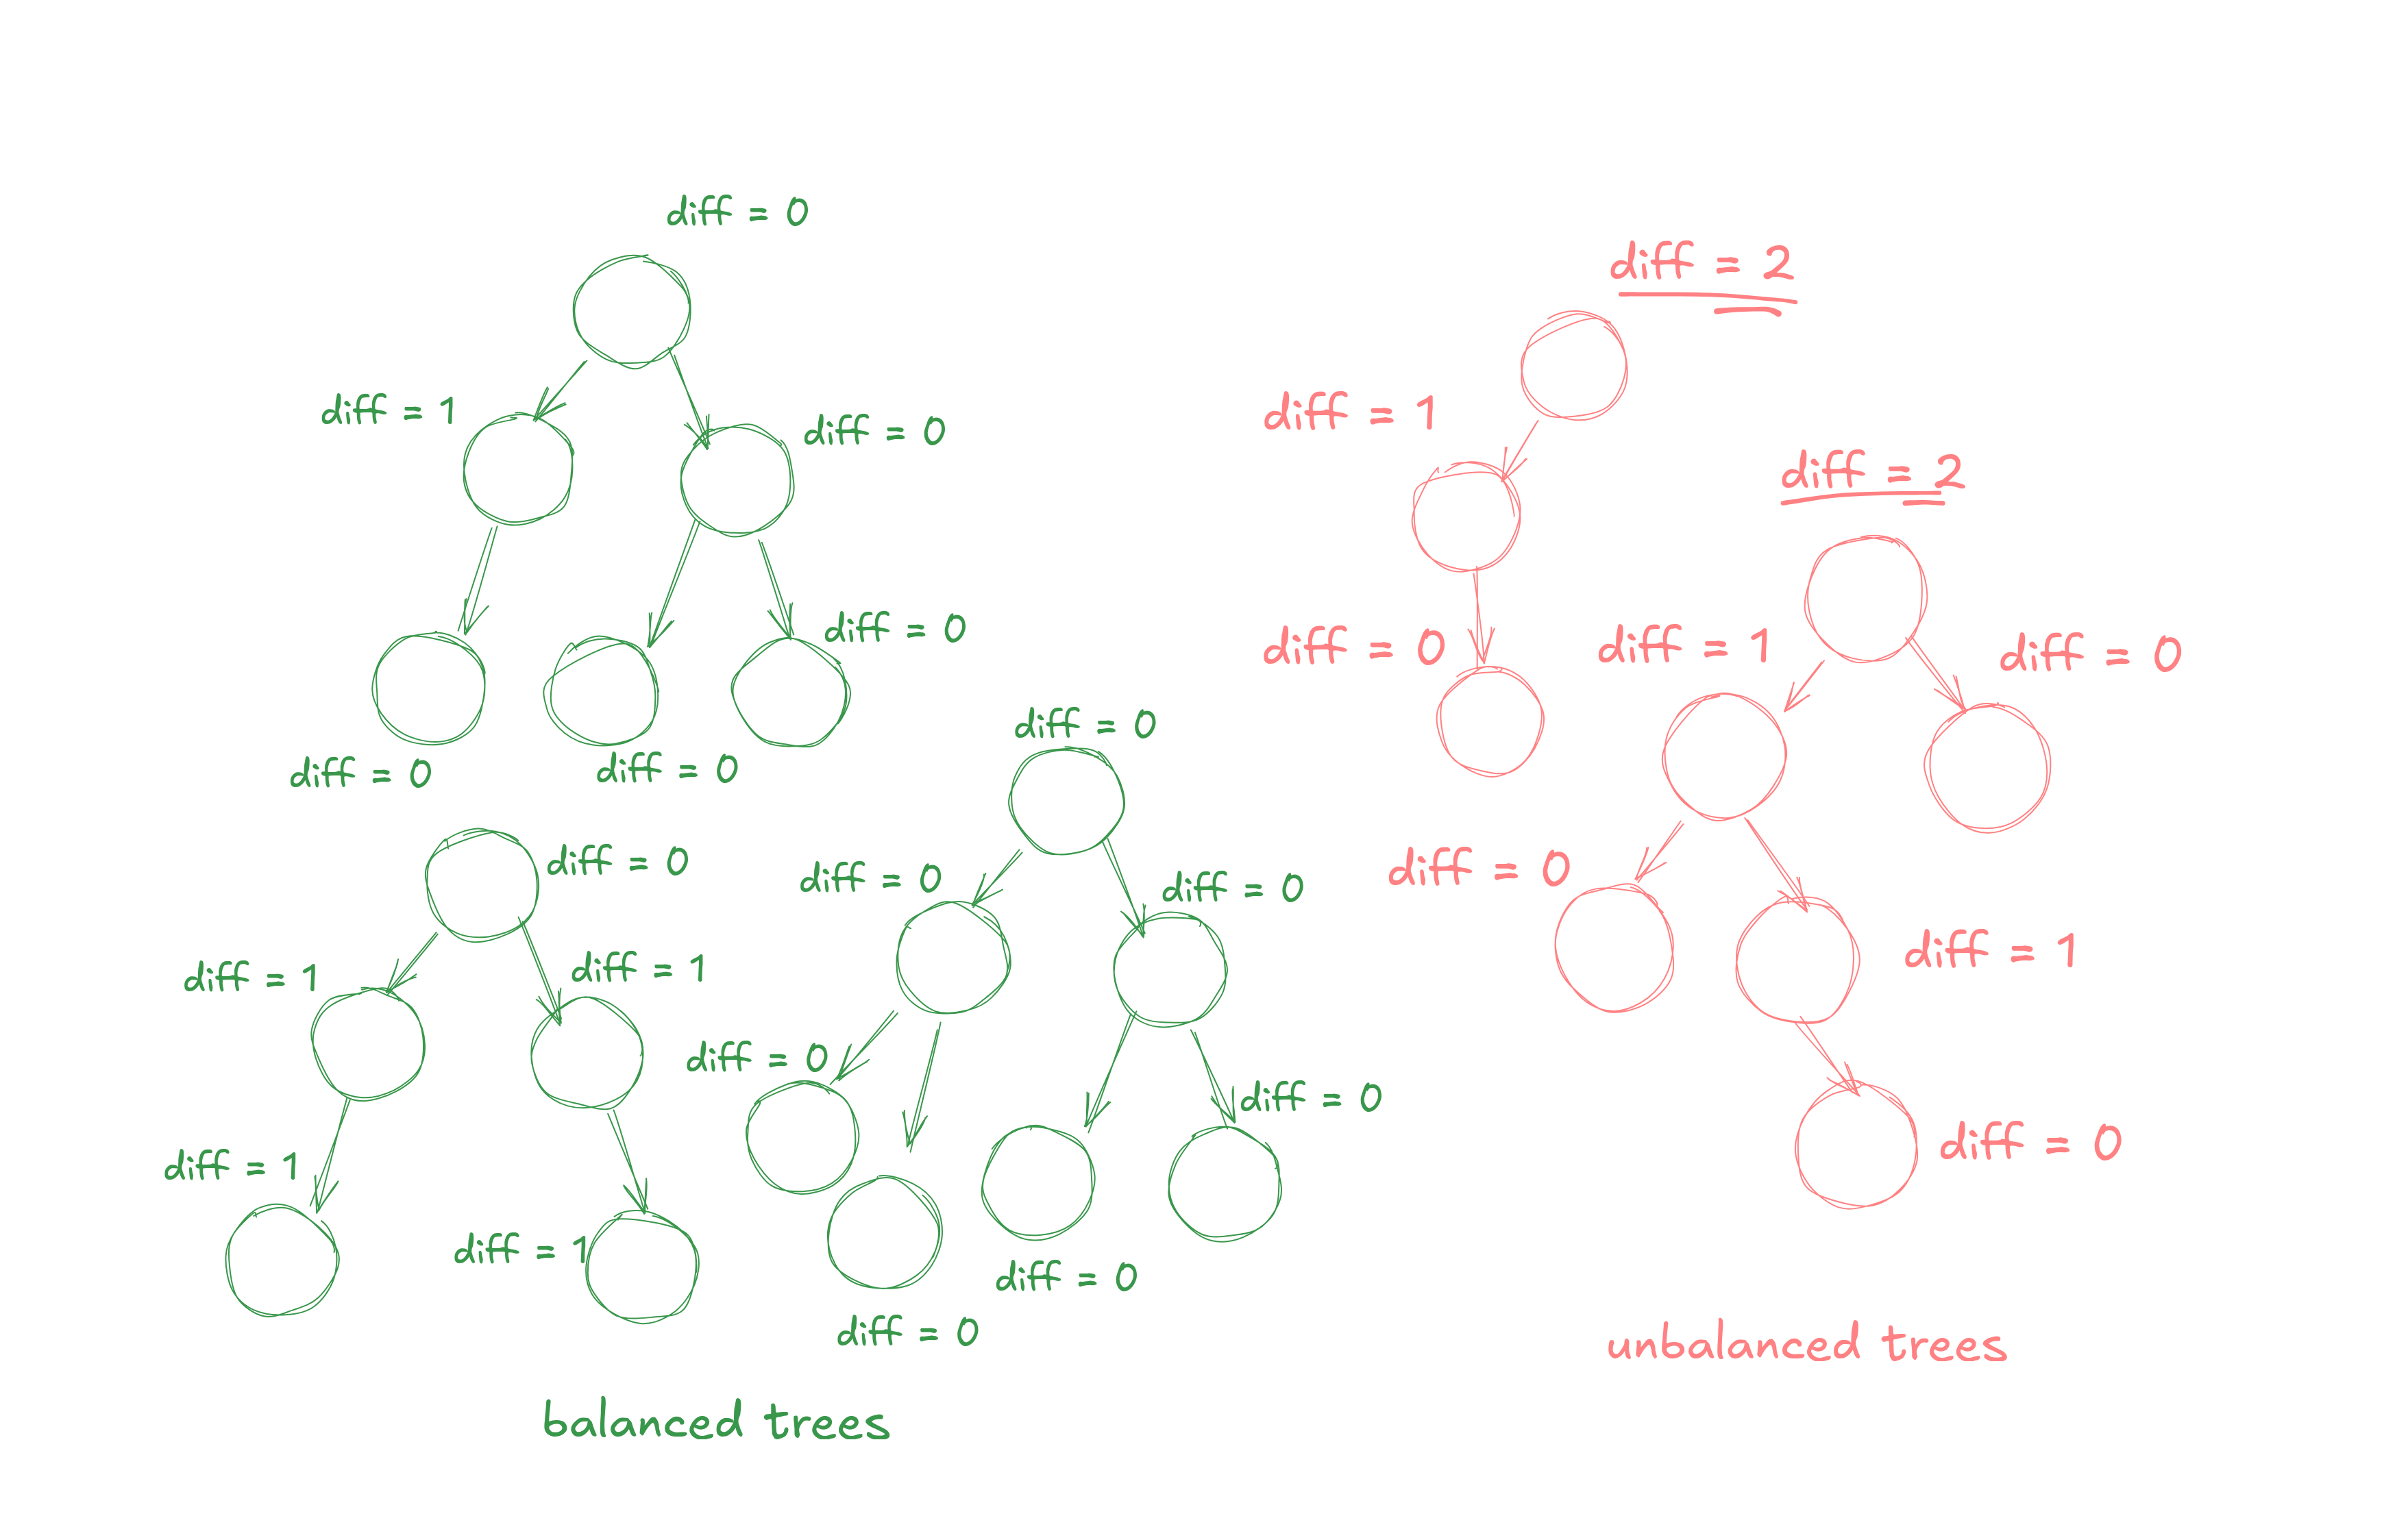 diff = 0
diff = 1
diff = 0
diff = 0
diff = 0
diff = 0
diff = 0
diff = 1
diff = 1
diff = 1
diff = 1
diff = 0
diff = 0
diff = 0
diff = 0
diff = 0
diff = 0
diff = 0
balanced trees
diff = 2
diff = 1
diff = 0
diff = 2
diff = 1
diff = 0
diff = 0
diff = 1
diff = 0
unbalanced trees